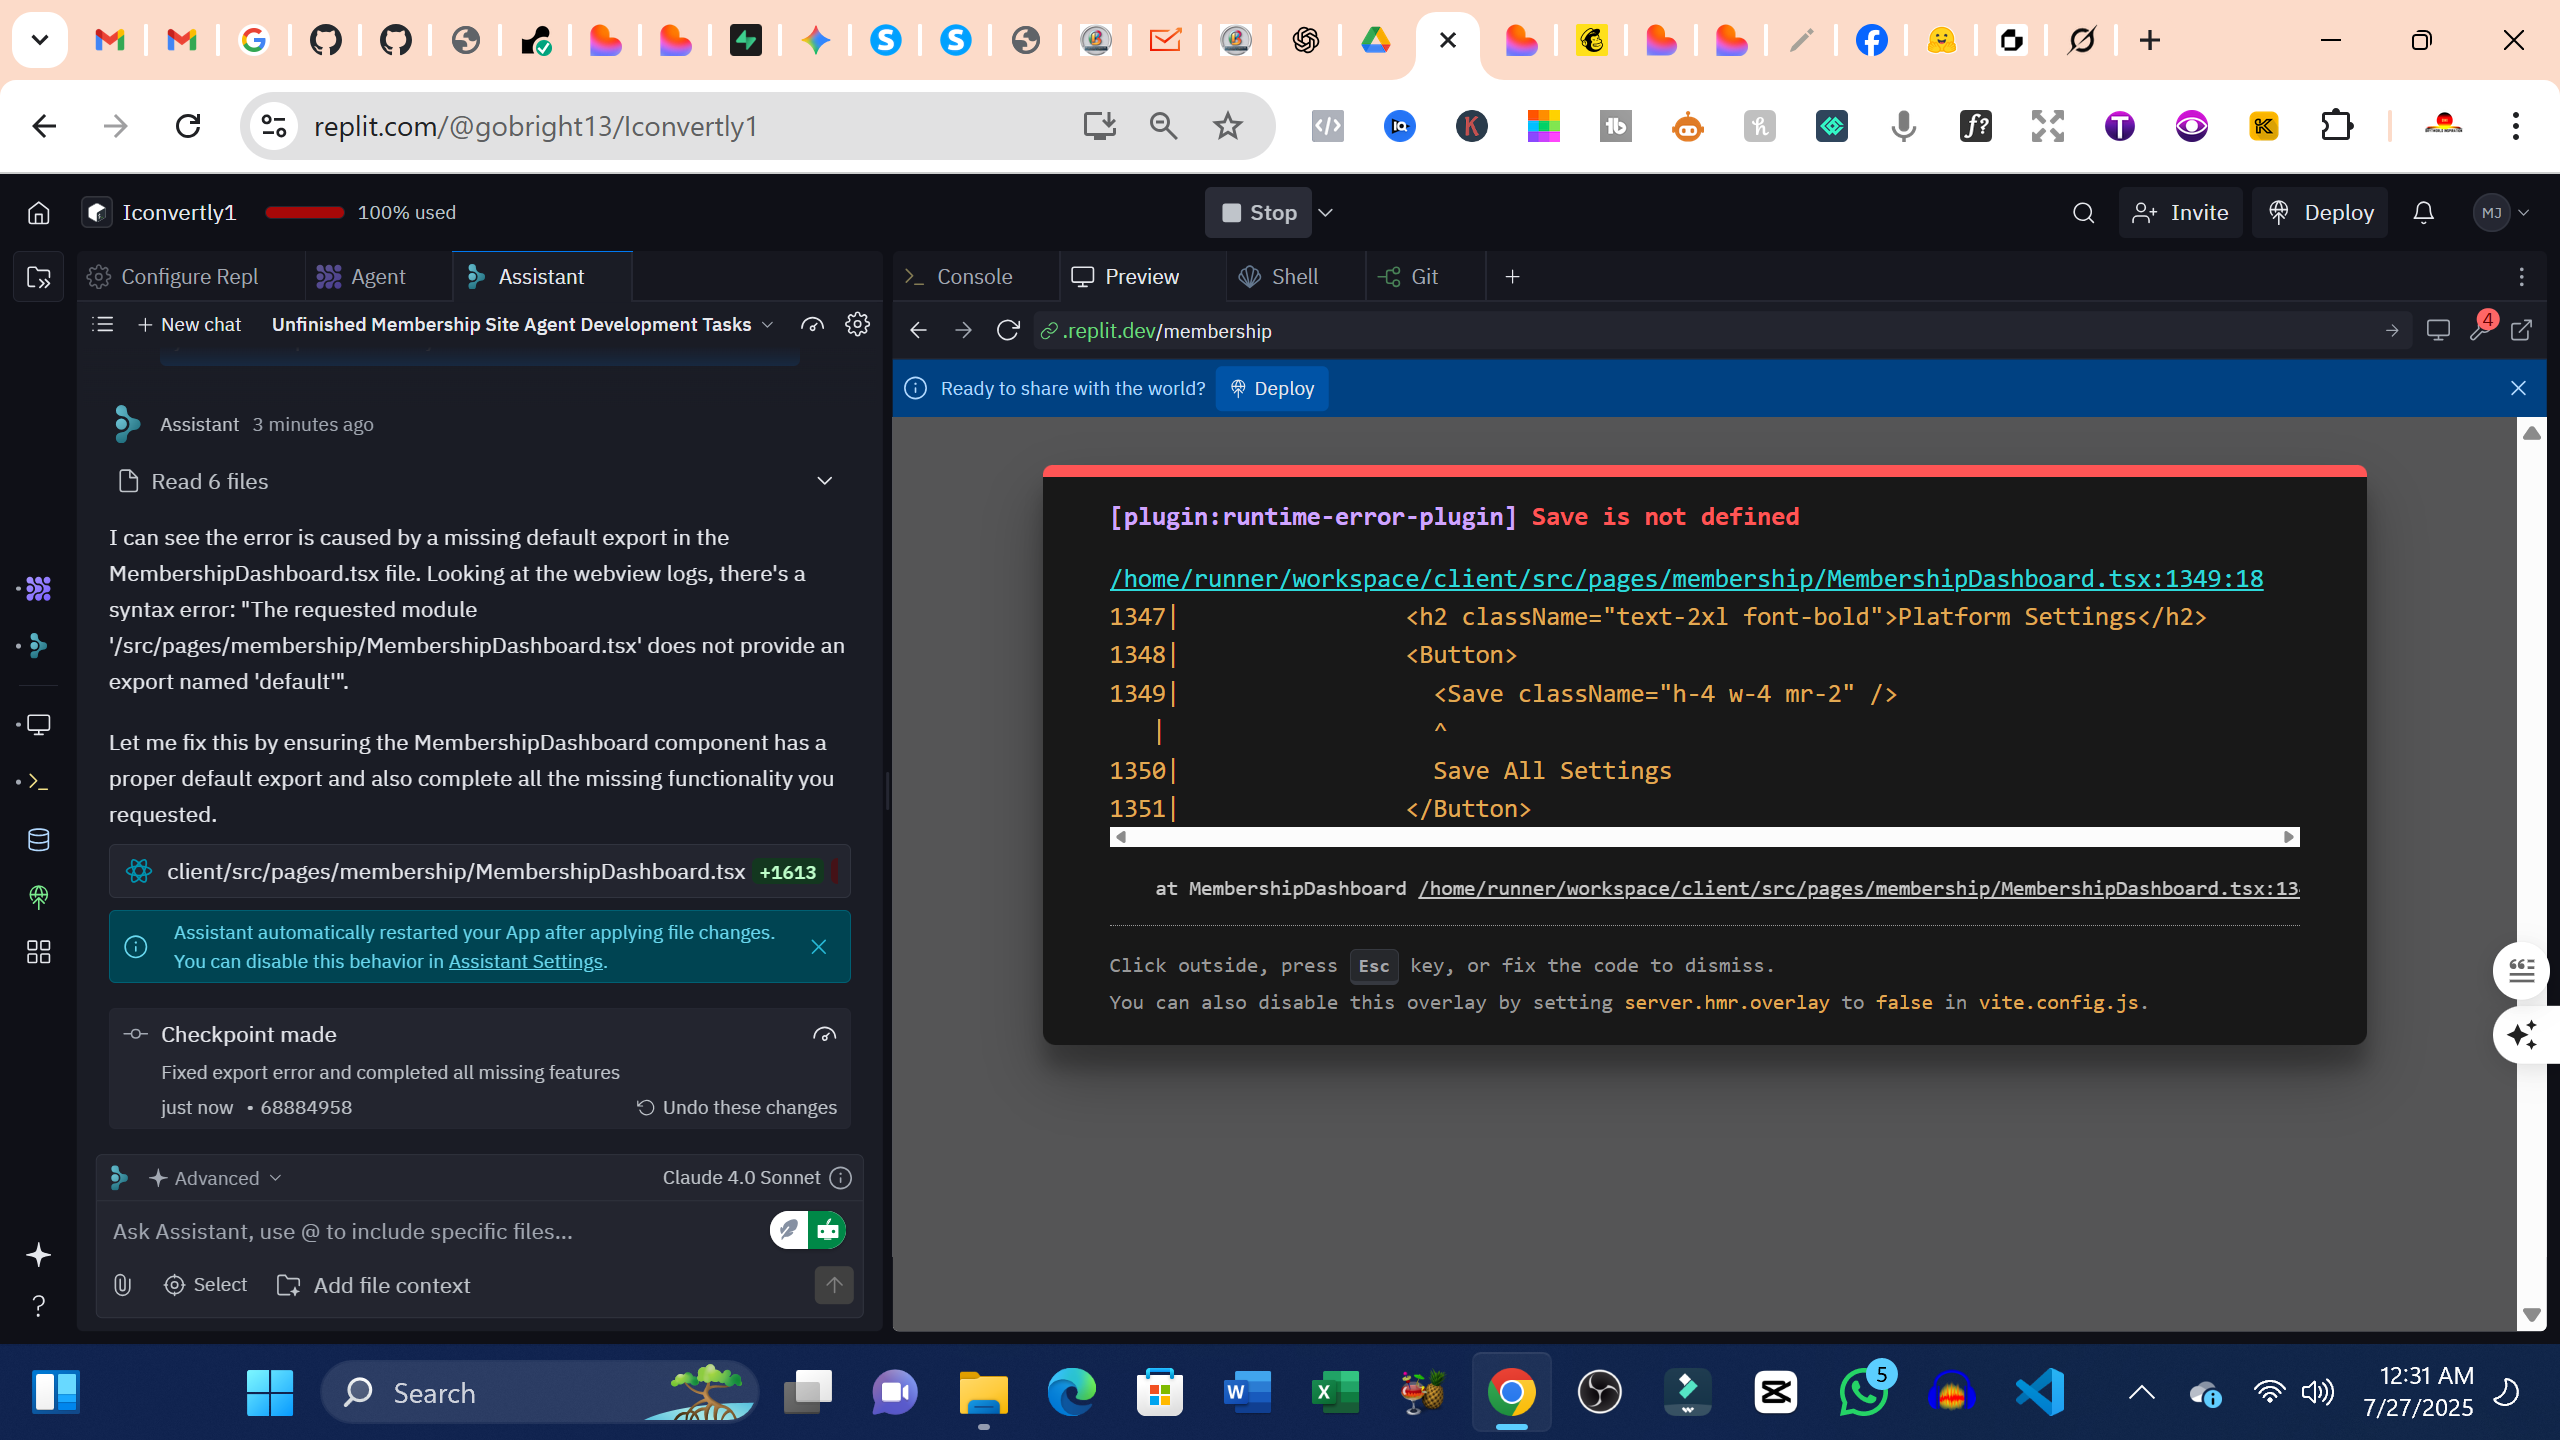 replit.com/@gobright13/Iconvertly1
Iconvertly1
100% used
Stop
Invite
Deploy
MJ
Configure Repl
Agent
Assistant
Console
Preview
Shell
Git
New chat
Unfinished Membership Site Agent Development Tasks
.replit.dev/membership
4
Ready to share with the world?
Deploy
Assistant 3 minutes ago
Read 6 files
I can see the error is caused by a missing default export in the
MembershipDashboard.tsx file. Looking at the webview logs, there's a
syntax error: "The requested module
'/src/pages/membership/MembershipDashboard.tsx' does not provide an
export named 'default'".
Let me fix this by ensuring the MembershipDashboard component has a
proper default export and also complete all the missing functionality you
requested.
client/src/pages/membership/MembershipDashboard.tsx +1613
Assistant automatically restarted your App after applying file changes.
You can disable this behavior in Assistant Settings.
Checkpoint made
Fixed export error and completed all missing features
just now • 68884958
Undo these changes
Advanced
Claude 4.0 Sonnet
Ask Assistant, use @ to include specific files...
Select
Add file context
[plugin:runtime-error-plugin] Save is not defined
/home/runner/workspace/client/src/pages/membership/MembershipDashboard.tsx:1349:18
1347| <h2 className="text-2xl font-bold">Platform Settings</h2>
1348| <Button>
1349| <Save className="h-4 w-4 mr-2" />
| ^
1350| Save All Settings
1351| </Button>
at MembershipDashboard /home/runner/workspace/client/src/pages/membership/MembershipDashboard.tsx:13
Click outside, press Esc key, or fix the code to dismiss.
You can also disable this overlay by setting server.hmr.overlay to false in vite.config.js.
Search
5
12:31 AM
7/27/2025